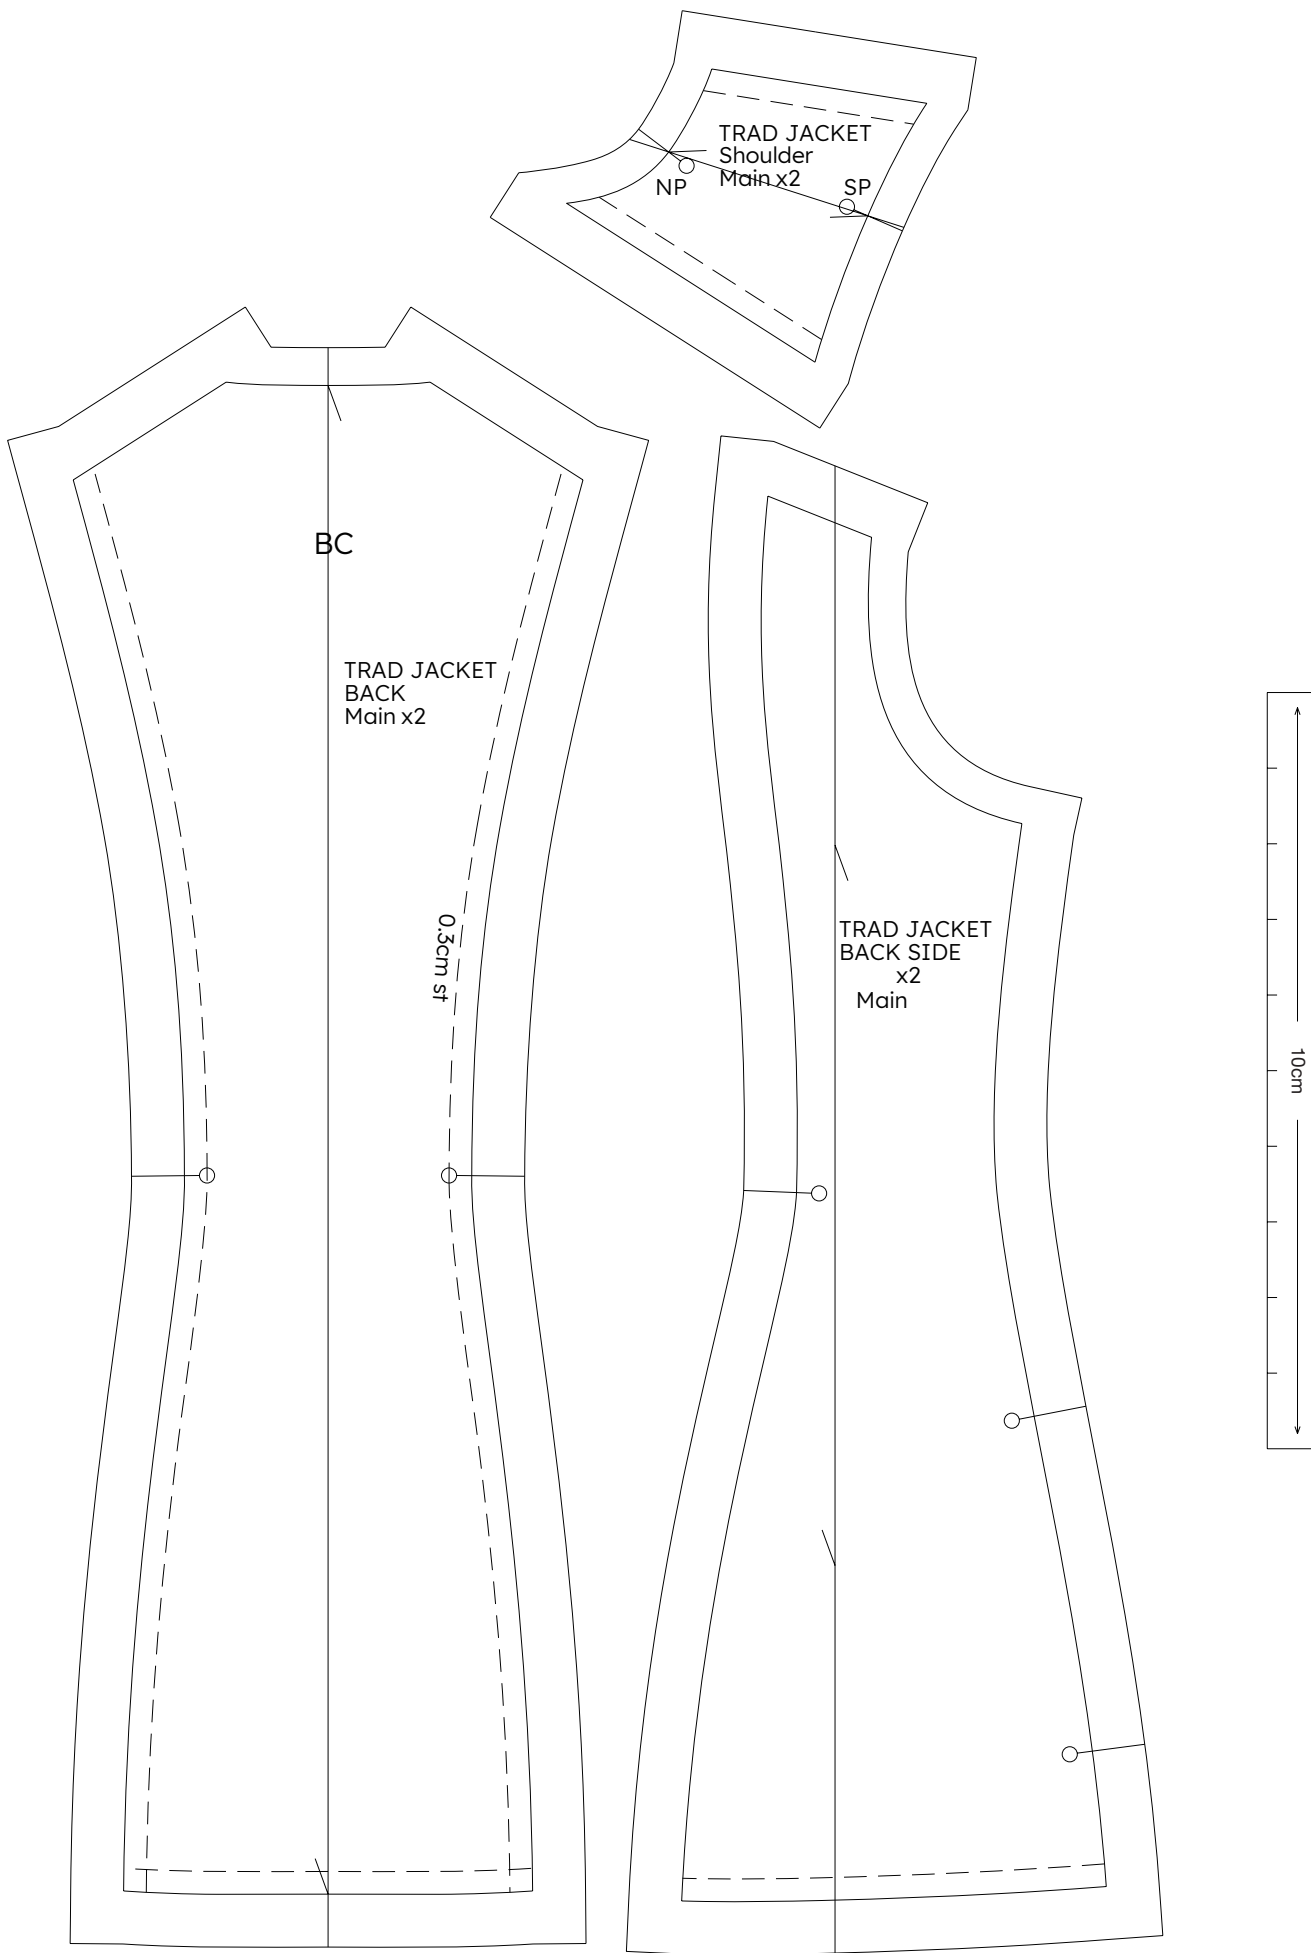 TRAD JACKET
Shoulder
Main x2
NP
SP
BC
TRAD JACKET
BACK
Main x2
0.3cm st
TRAD JACKET
BACK SIDE
x2
Main
10cm